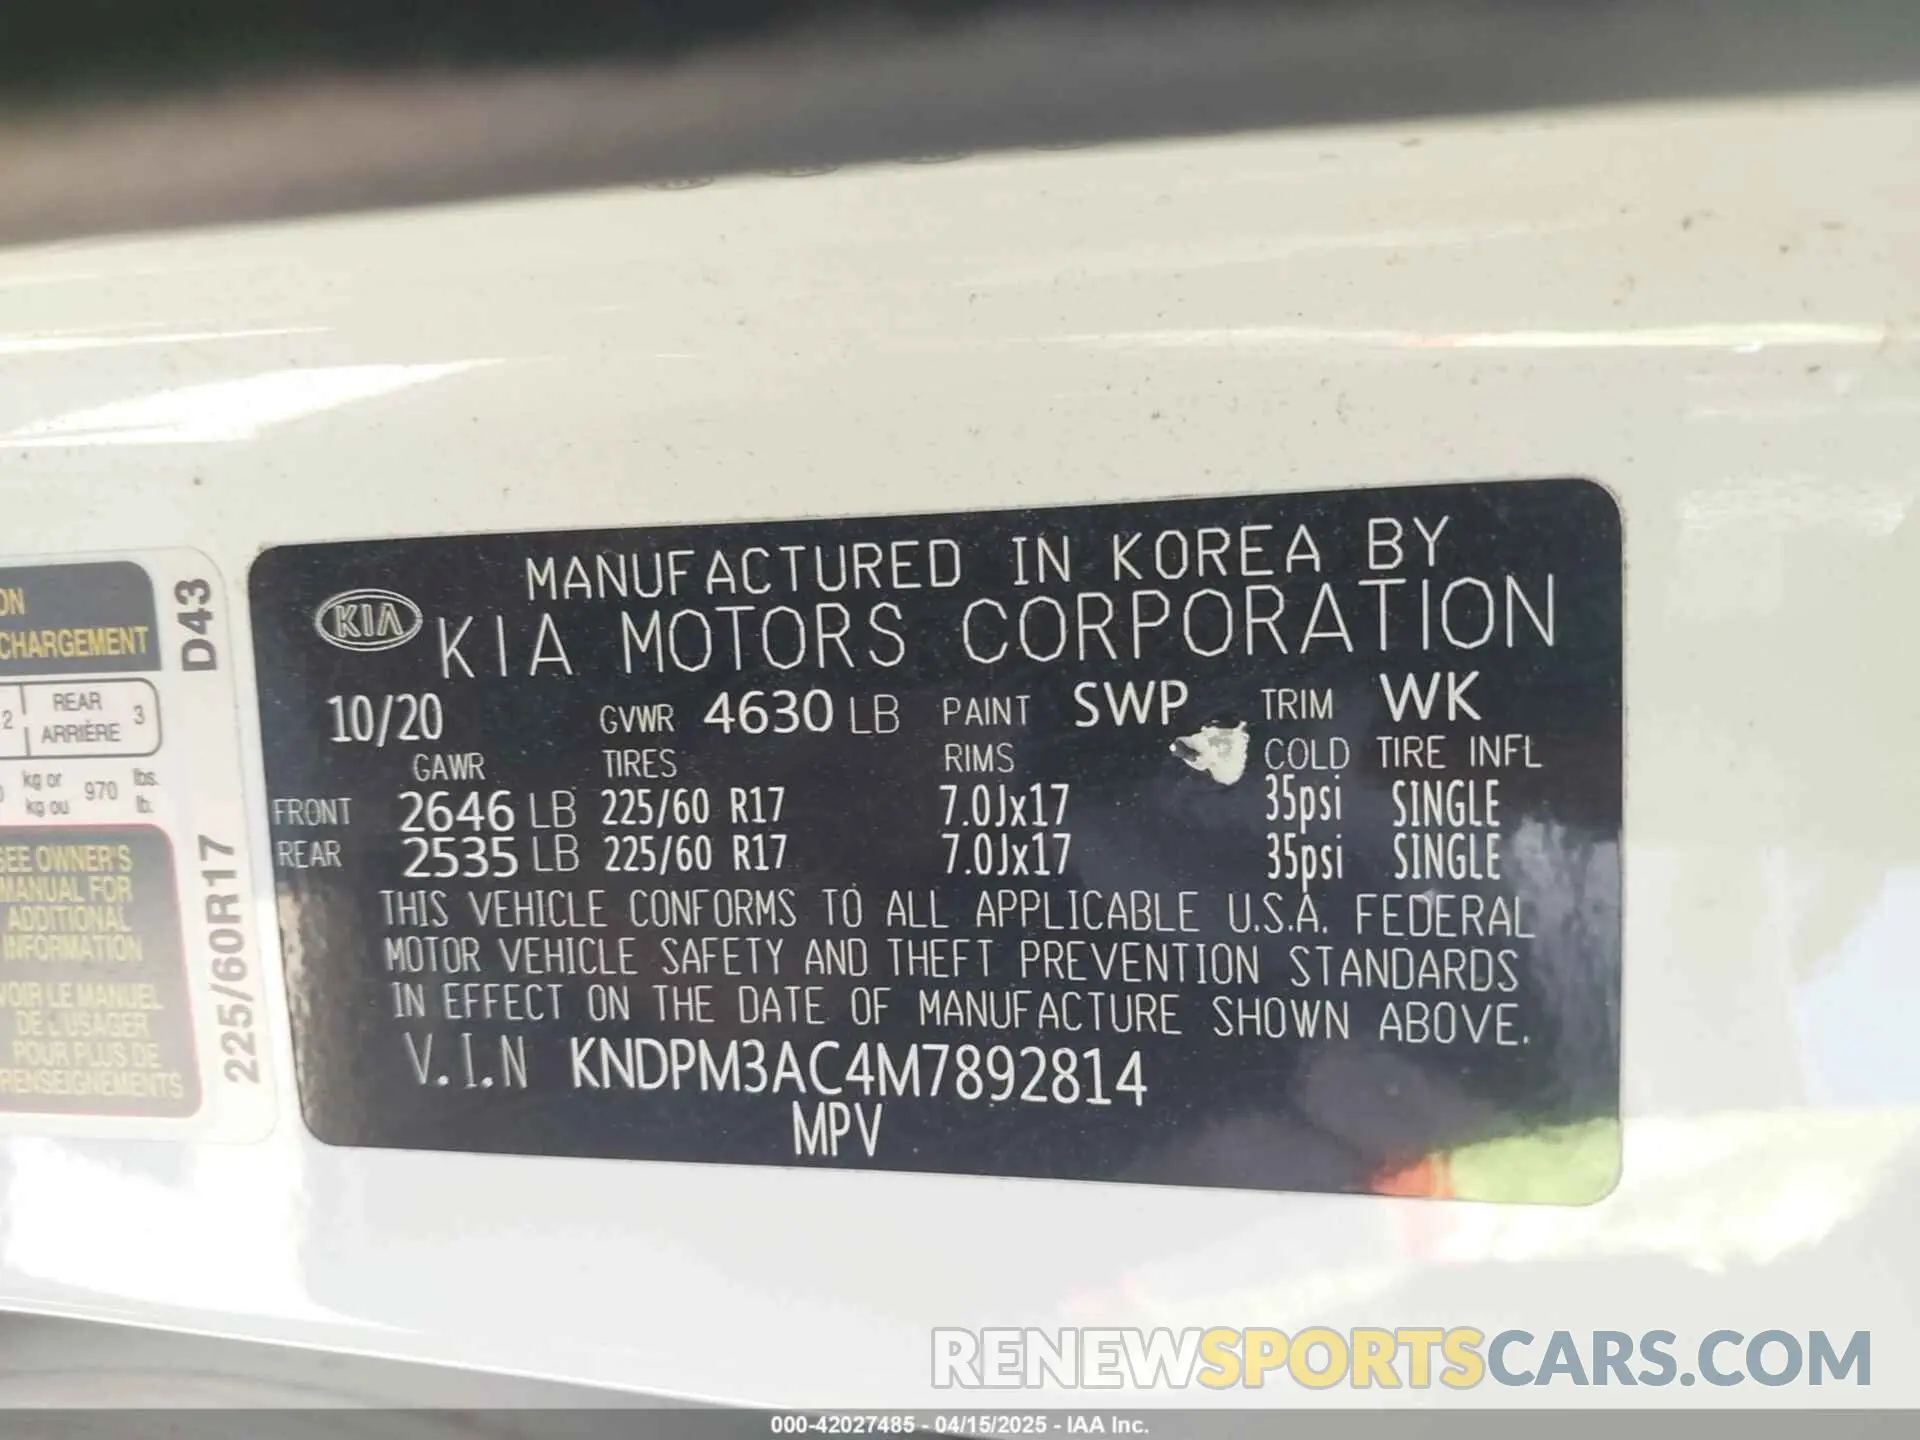 ON
CHARGEMENT
2 REAR 3
ARRIÈRE
kg or 970 lbs.
kg ou lb.
SEE OWNER'S
MANUAL FOR
ADDITIONAL
INFORMATION
VOIR LE MANUEL
DE L'USAGER
POUR PLUS DE
RENSEIGNEMENTS
D43
225/60R17
MANUFACTURED IN KOREA BY
KIA KIA MOTORS CORPORATION
10/20 GVWR 4630 LB PAINT SWP TRIM WK
GAWR TIRES RIMS COLD TIRE INFL
FRONT 2646 LB 225/60 R17 7.0Jx17 35psi SINGLE
REAR 2535 LB 225/60 R17 7.0Jx17 35psi SINGLE
THIS VEHICLE CONFORMS TO ALL APPLICABLE U.S.A. FEDERAL
MOTOR VEHICLE SAFETY AND THEFT PREVENTION STANDARDS
IN EFFECT ON THE DATE OF MANUFACTURE SHOWN ABOVE.
V.I.N KNDPM3AC4M7892814
MPV
RENEWSPORTSCARS.COM
000-42027485 - 04/15/2025 - IAA Inc.